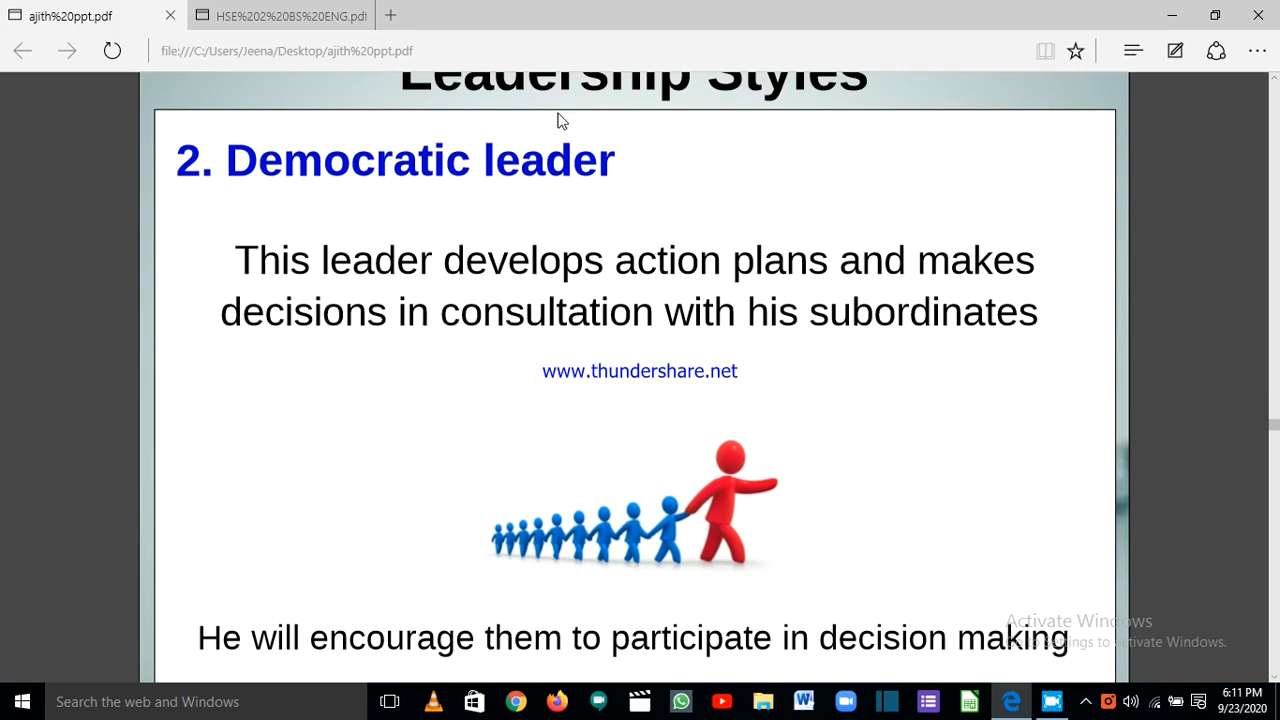 ajith%20ppt.pdf
HSE%202%20BS%20ENG.pdf
file:///C:/Users/Jeena/Desktop/ajith%20ppt.pdf
Leadership Styles
2. Democratic leader
This leader develops action plans and makes
decisions in consultation with his subordinates
www.thundershare.net
He will encourage them to participate in decision making
Activate Windows
Go to Settings to activate Windows.
Search the web and Windows
6:11 PM
9/23/2020